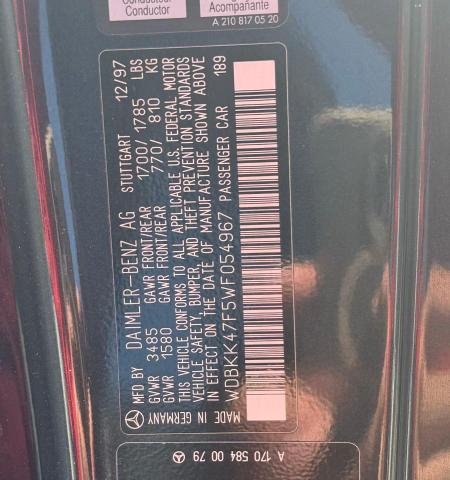 Conducteur
Conductor
Acompañante
A 210 817 05 20
MFD BY DAIMLER-BENZ AG STUTTGART 12/97
GVWR 3485 GAWR FRONT/REAR 1700/1785 LBS
GVWR 1580 GAWR FRONT/REAR 770/ 810 KG
THIS VEHICLE CONFORMS TO ALL APPLICABLE U.S. FEDERAL MOTOR
VEHICLE SAFETY, BUMPER, AND THEFT PREVENTION STANDARDS
IN EFFECT ON THE DATE OF MANUFACTURE SHOWN ABOVE
WDBKK47F5WF054967 PASSENGER CAR 189
MADE IN GERMANY
A 170 584 00 79